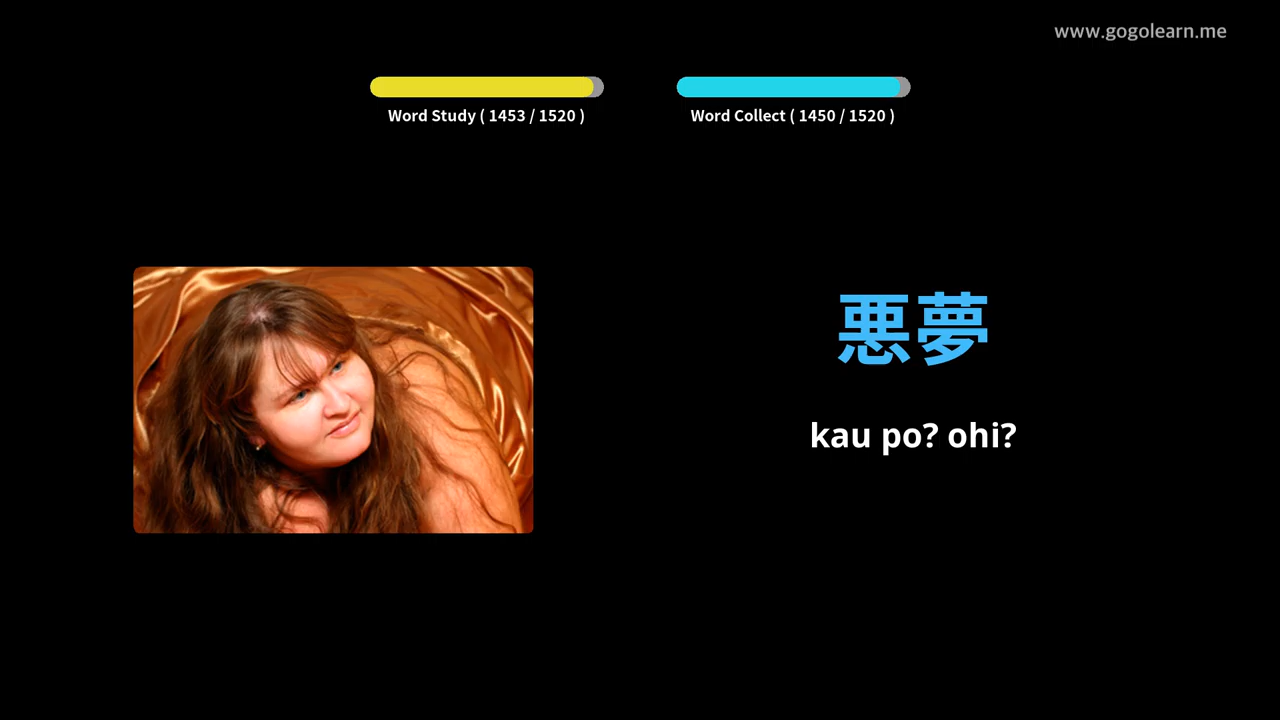 www.gogolearn.me
Word Study ( 1453 / 1520 )
Word Collect ( 1450 / 1520 )
悪夢
kau po? ohi?